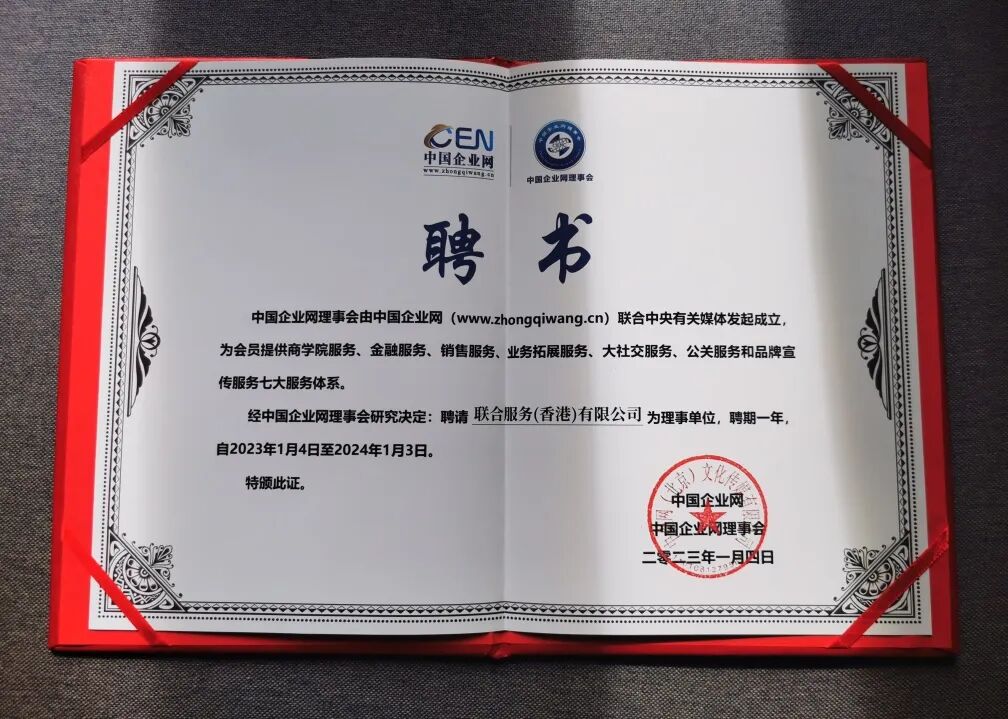 CEN
中国企业网
www.zhongqiwang.cn
中国企业网理事会
聘书
中国企业网理事会由中国企业网（www.zhongqiwang.cn）联合中央有关媒体发起成立，
为会员提供商学院服务、金融服务、销售服务、业务拓展服务、大社交服务、公关服务和品牌宣
传服务七大服务体系。
经中国企业网理事会研究决定：聘请 联合服务(香港)有限公司 为理事单位，聘期一年，
自2023年1月4日至2024年1月3日。
特颁此证。
中国企业网
中国企业网理事会
二零二三年一月四日
网（北京）文化传